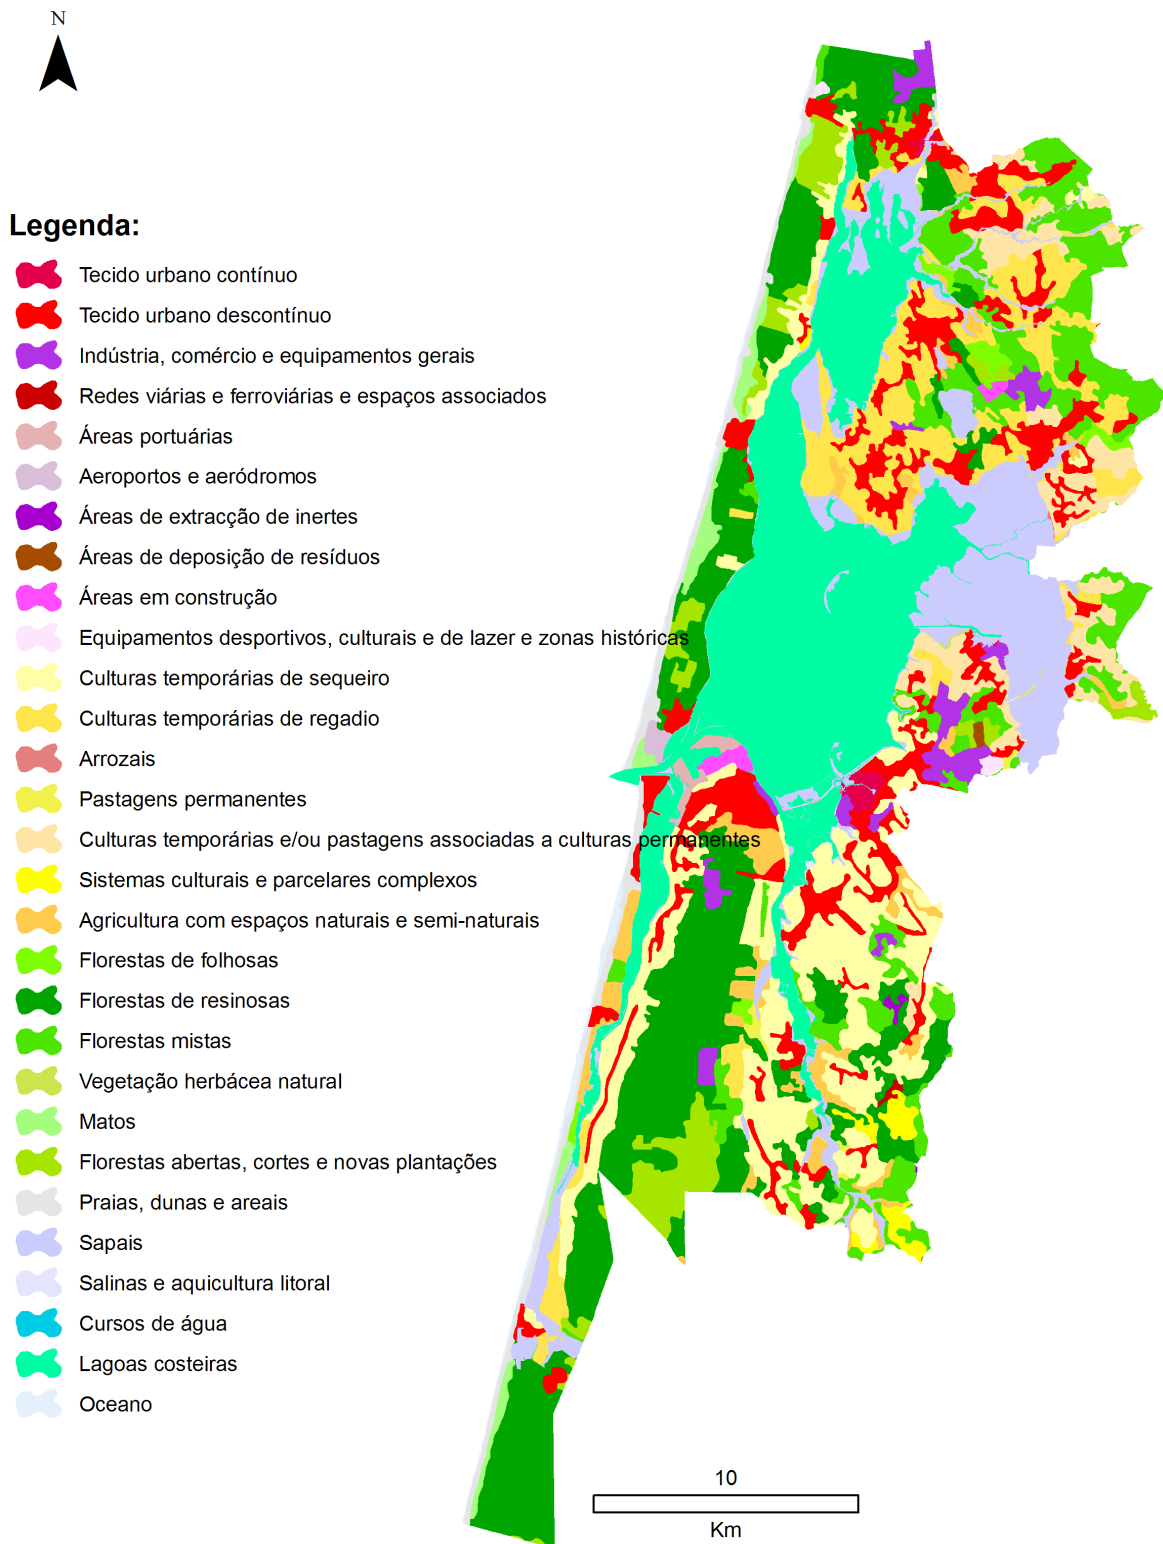 N
Legenda:
Tecido urbano contínuo
Tecido urbano descontínuo
Indústria, comércio e equipamentos gerais
Redes viárias e ferroviárias e espaços associados
Áreas portuárias
Aeroportos e aeródromos
Áreas de extracção de inertes
Áreas de deposição de resíduos
Áreas em construção
Equipamentos desportivos, culturais e de lazer e zonas históricas
Culturas temporárias de sequeiro
Culturas temporárias de regadio
Arrozais
Pastagens permanentes
Culturas temporárias e/ou pastagens associadas a culturas permanentes
Sistemas culturais e parcelares complexos
Agricultura com espaços naturais e semi-naturais
Florestas de folhosas
Florestas de resinosas
Florestas mistas
Vegetação herbácea natural
Matos
Florestas abertas, cortes e novas plantações
Praias, dunas e areais
Sapais
Salinas e aquicultura litoral
Cursos de água
Lagoas costeiras
Oceano
10
Km